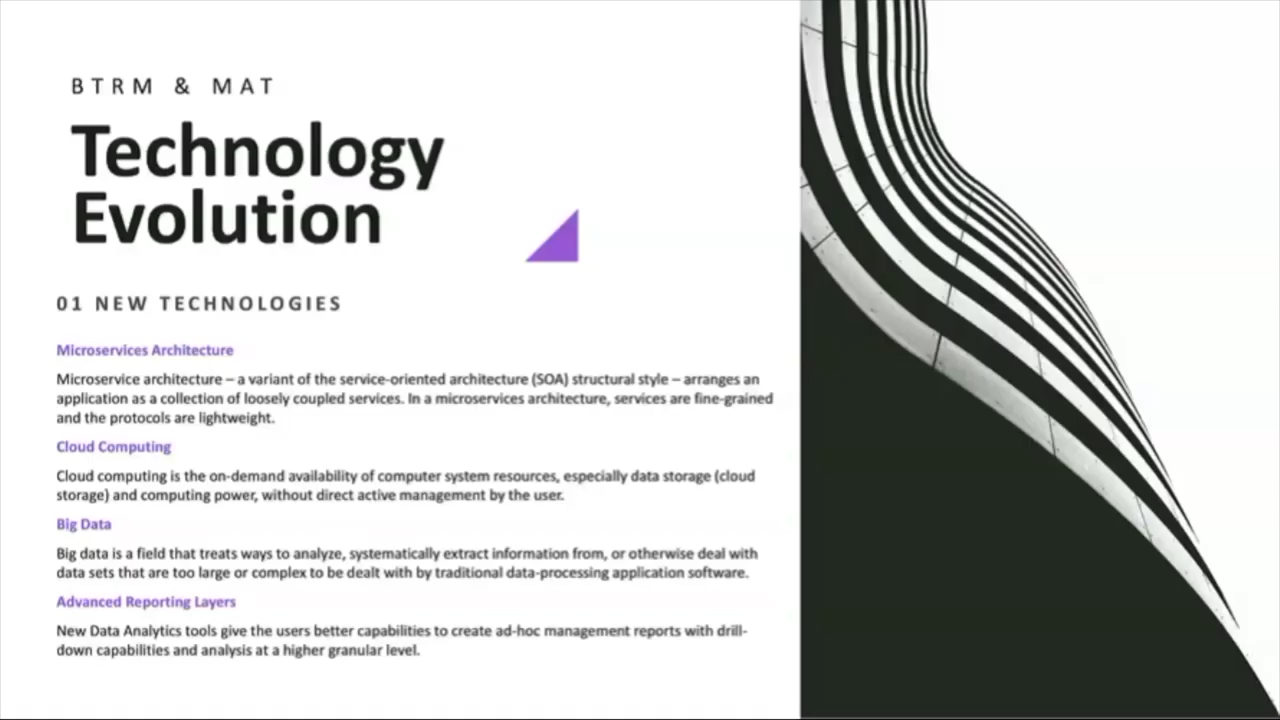 BTRM & MAT
Technology
Evolution
01 NEW TECHNOLOGIES
Microservices Architecture
Microservice architecture – a variant of the service-oriented architecture (SOA) structural style – arranges an
application as a collection of loosely coupled services. In a microservices architecture, services are fine-grained
and the protocols are lightweight.
Cloud Computing
Cloud computing is the on-demand availability of computer system resources, especially data storage (cloud
storage) and computing power, without direct active management by the user.
Big Data
Big data is a field that treats ways to analyze, systematically extract information from, or otherwise deal with
data sets that are too large or complex to be dealt with by traditional data-processing application software.
Advanced Reporting Layers
New Data Analytics tools give the users better capabilities to create ad-hoc management reports with drill-
down capabilities and analysis at a higher granular level.